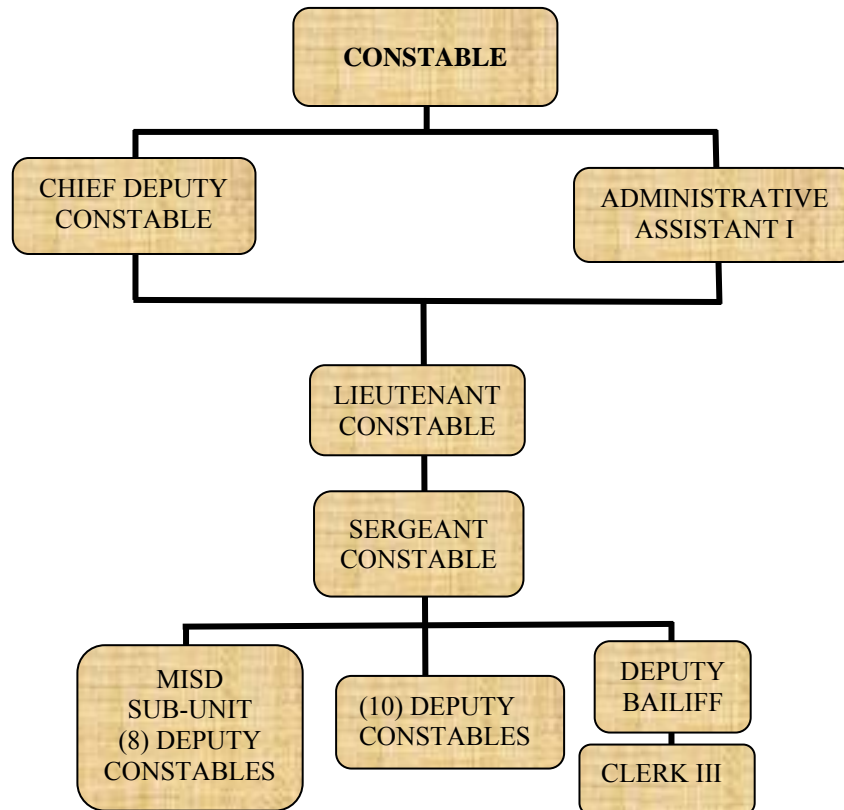 CONSTABLE
CHIEF DEPUTY
CONSTABLE
ADMINISTRATIVE
ASSISTANT I
LIEUTENANT
CONSTABLE
SERGEANT
CONSTABLE
MISD
SUB-UNIT
(8) DEPUTY
CONSTABLES
(10) DEPUTY
CONSTABLES
DEPUTY
BAILIFF
CLERK III